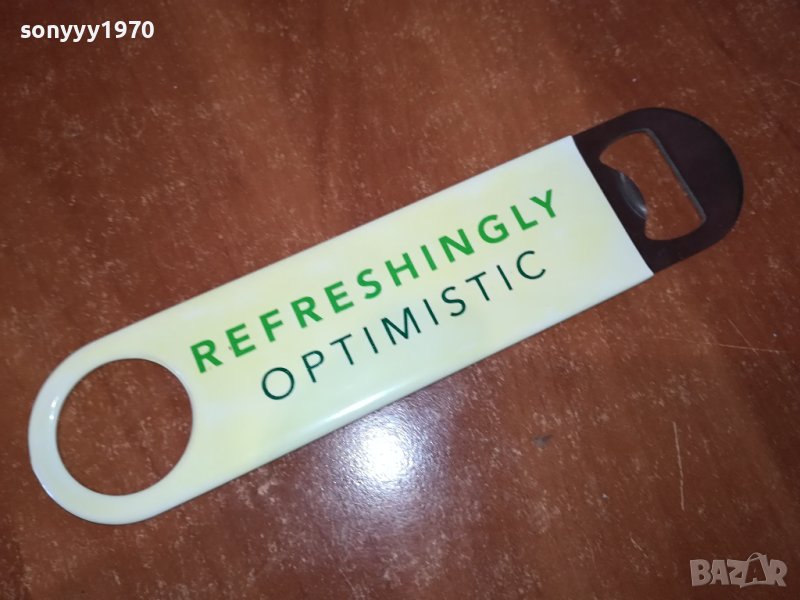 sonyyy1970
REFRESHINGLY
OPTIMISTIC
BAZAR